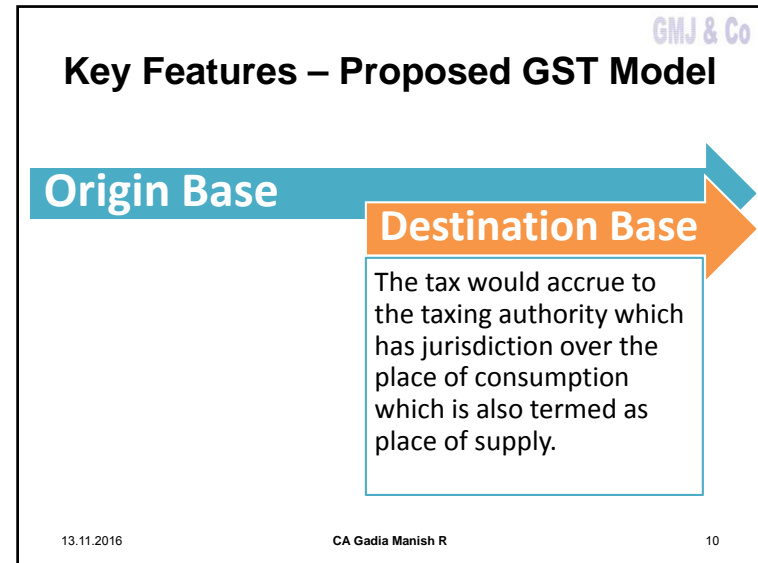 GMJ & Co
Key Features – Proposed GST Model
Origin Base
Destination Base
The tax would accrue to
the taxing authority which
has jurisdiction over the
place of consumption
which is also termed as
place of supply.
13.11.2016 CA Gadia Manish R 10